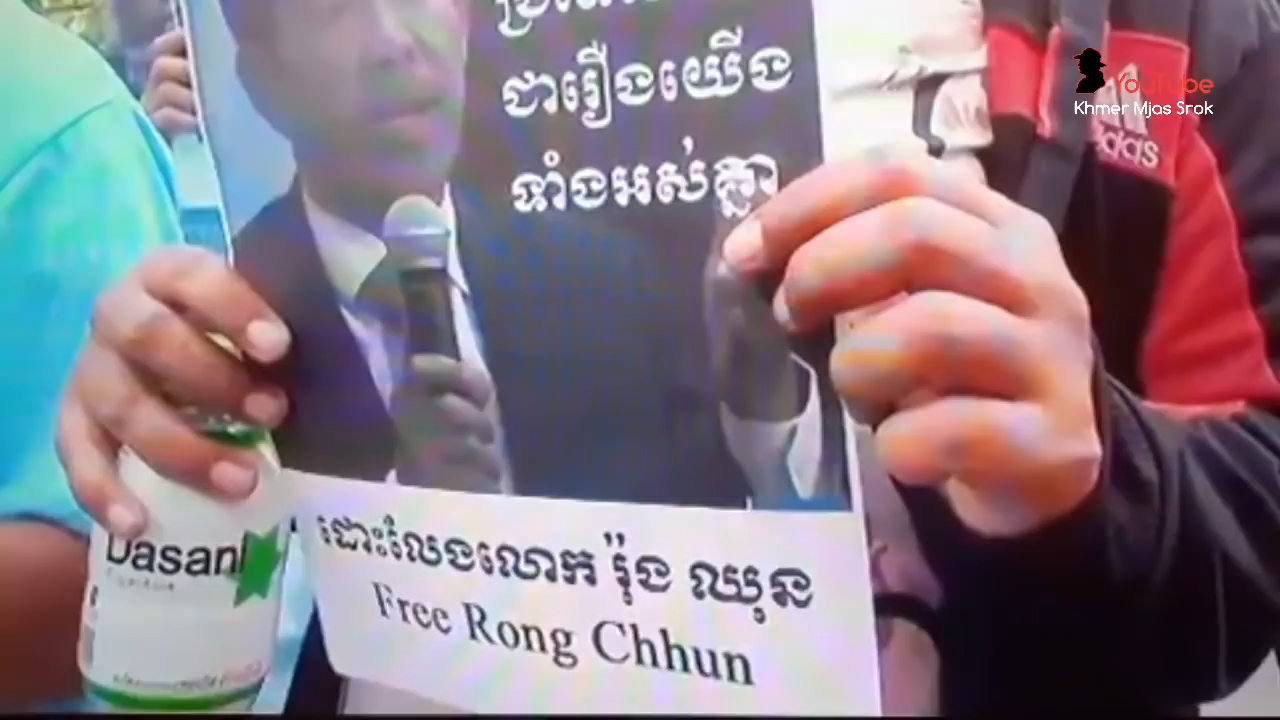 YouTube
Khmer Mjas Srok
adidas
ជារឿងយើង
ទាំងអស់គ្នា
Dasani
ដោះលែងលោក រ៉ុង ឈុន
Free Rong Chhun